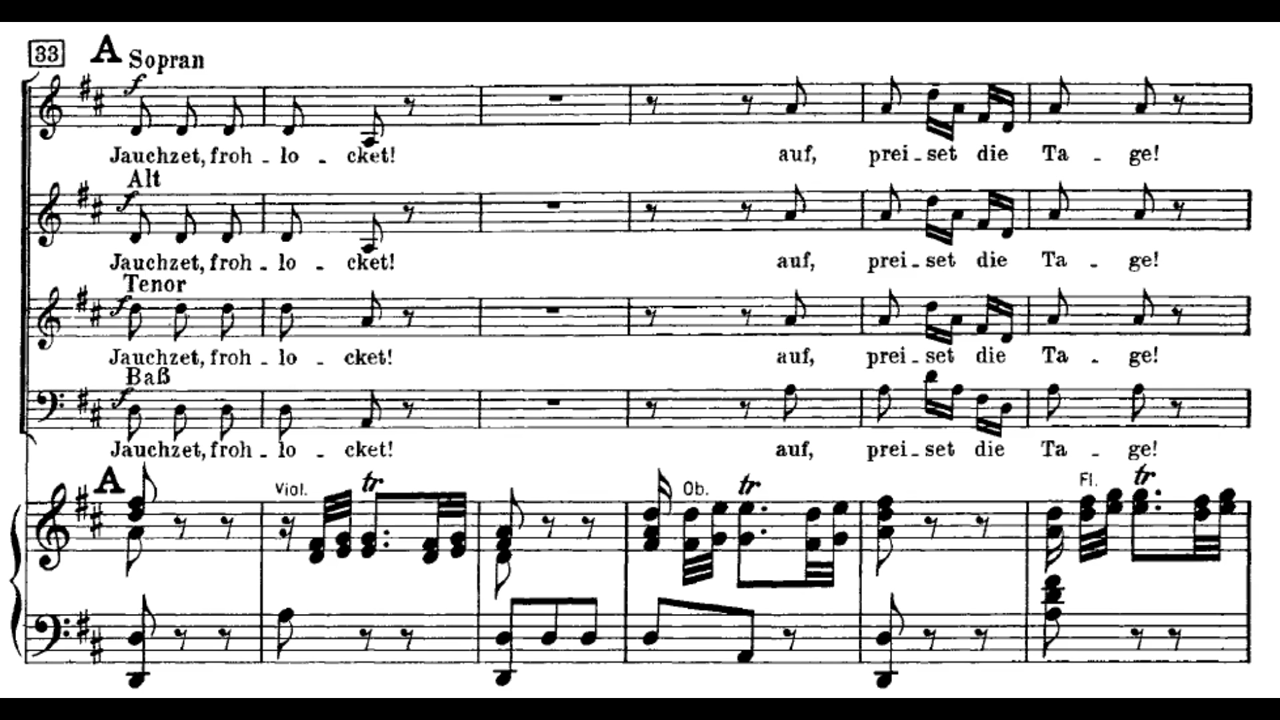 33 A Sopran
f
Jauchzet, froh - lo - cket! auf, prei - set die Ta - ge!
Alt
f
Jauchzet, froh - lo - cket! auf, prei - set die Ta - ge!
Tenor
f
Jauchzet, froh - lo - cket! auf, prei - set die Ta - ge!
Baß
f
Jauchzet, froh - lo - cket! auf, prei - set die Ta - ge!
A Viol. tr Ob. tr Fl. tr